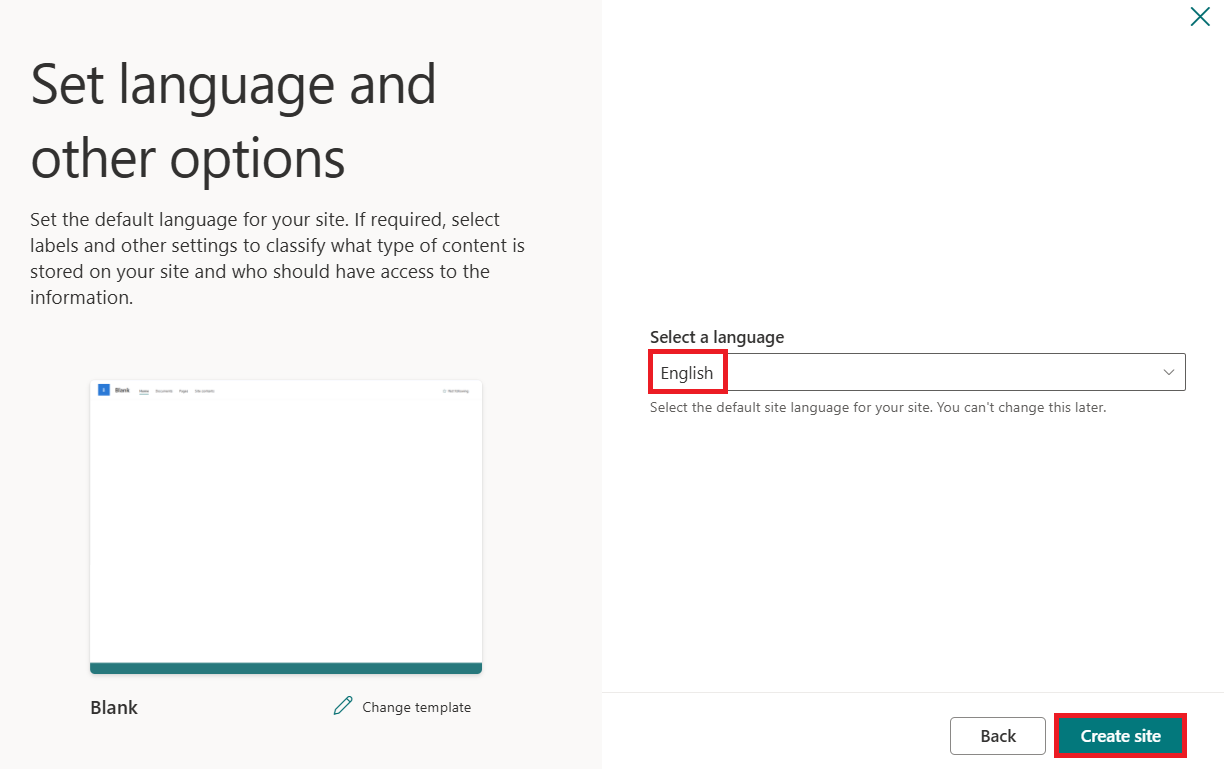 Set language and
other options
Set the default language for your site. If required, select
labels and other settings to classify what type of content is
stored on your site and who should have access to the
information.
Blank Home Documents Pages Site contents Not following
Blank
Change template
Select a language
English
Select the default site language for your site. You can't change this later.
Back
Create site